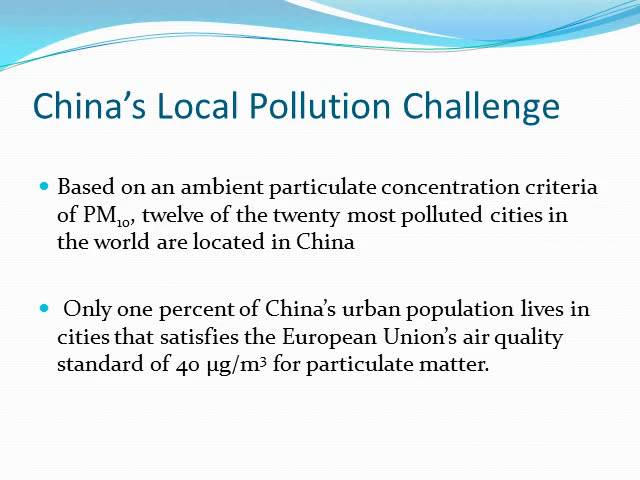 China’s Local Pollution Challenge
• Based on an ambient particulate concentration criteria
of PM₁₀, twelve of the twenty most polluted cities in
the world are located in China
• Only one percent of China’s urban population lives in
cities that satisfies the European Union’s air quality
standard of 40 µg/m³ for particulate matter.